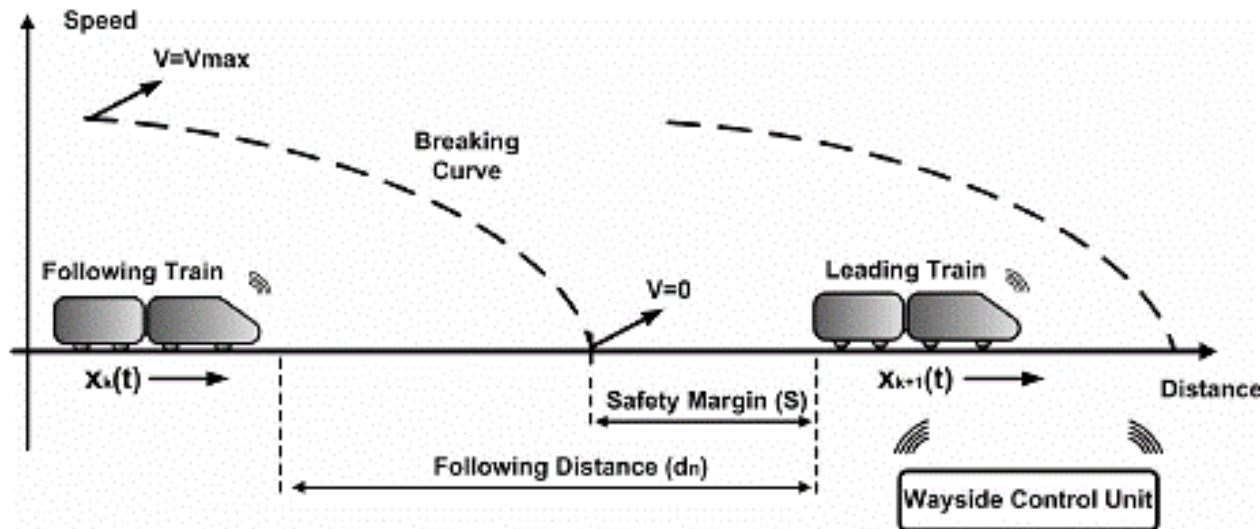 Speed
V=Vmax
Breaking
Curve
Following Train
V=0
Leading Train
xk(t)
xk+1(t)
Distance
Safety Margin (S)
Following Distance (dn)
Wayside Control Unit